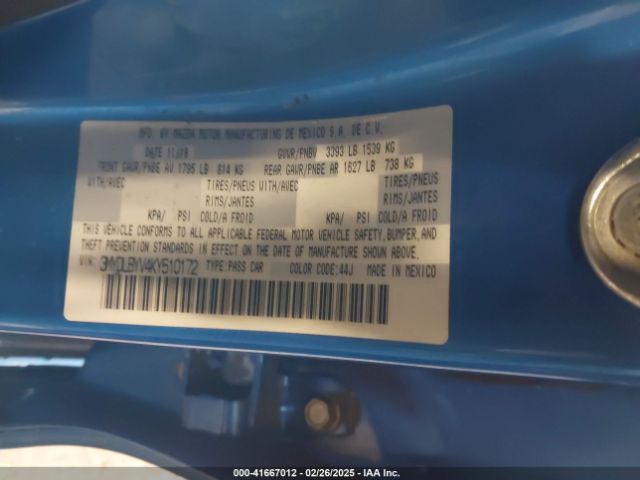 MFD. BY MAZDA MOTOR MANUFACTURING DE MEXICO S.A. DE C.V.
DATE 11/18 GVWR/PNBV 3393 LB 1539 KG
FRONT GAWR/PNBE AV 1795 LB 814 KG REAR GAWR/PNBE AR 1627 LB 738 KG
WITH/AVEC TIRES/PNEUS WITH/AVEC TIRES/PNEUS
RIMS/JANTES RIMS/JANTES
KPA/ PSI COLD/A FROID KPA/ PSI COLD/A FROID
THIS VEHICLE CONFORMS TO ALL APPLICABLE FEDERAL MOTOR VEHICLE SAFETY, BUMPER, AND
THEFT PREVENTION STANDARDS IN EFFECT ON THE DATE OF MANUFACTURE SHOWN ABOVE.
VIN: 3MYDLBYV4KY510172 TYPE PASS CAR COLOR CODE:44J MADE IN MEXICO
000-41667012 | 02/26/2025 | IAA Inc.